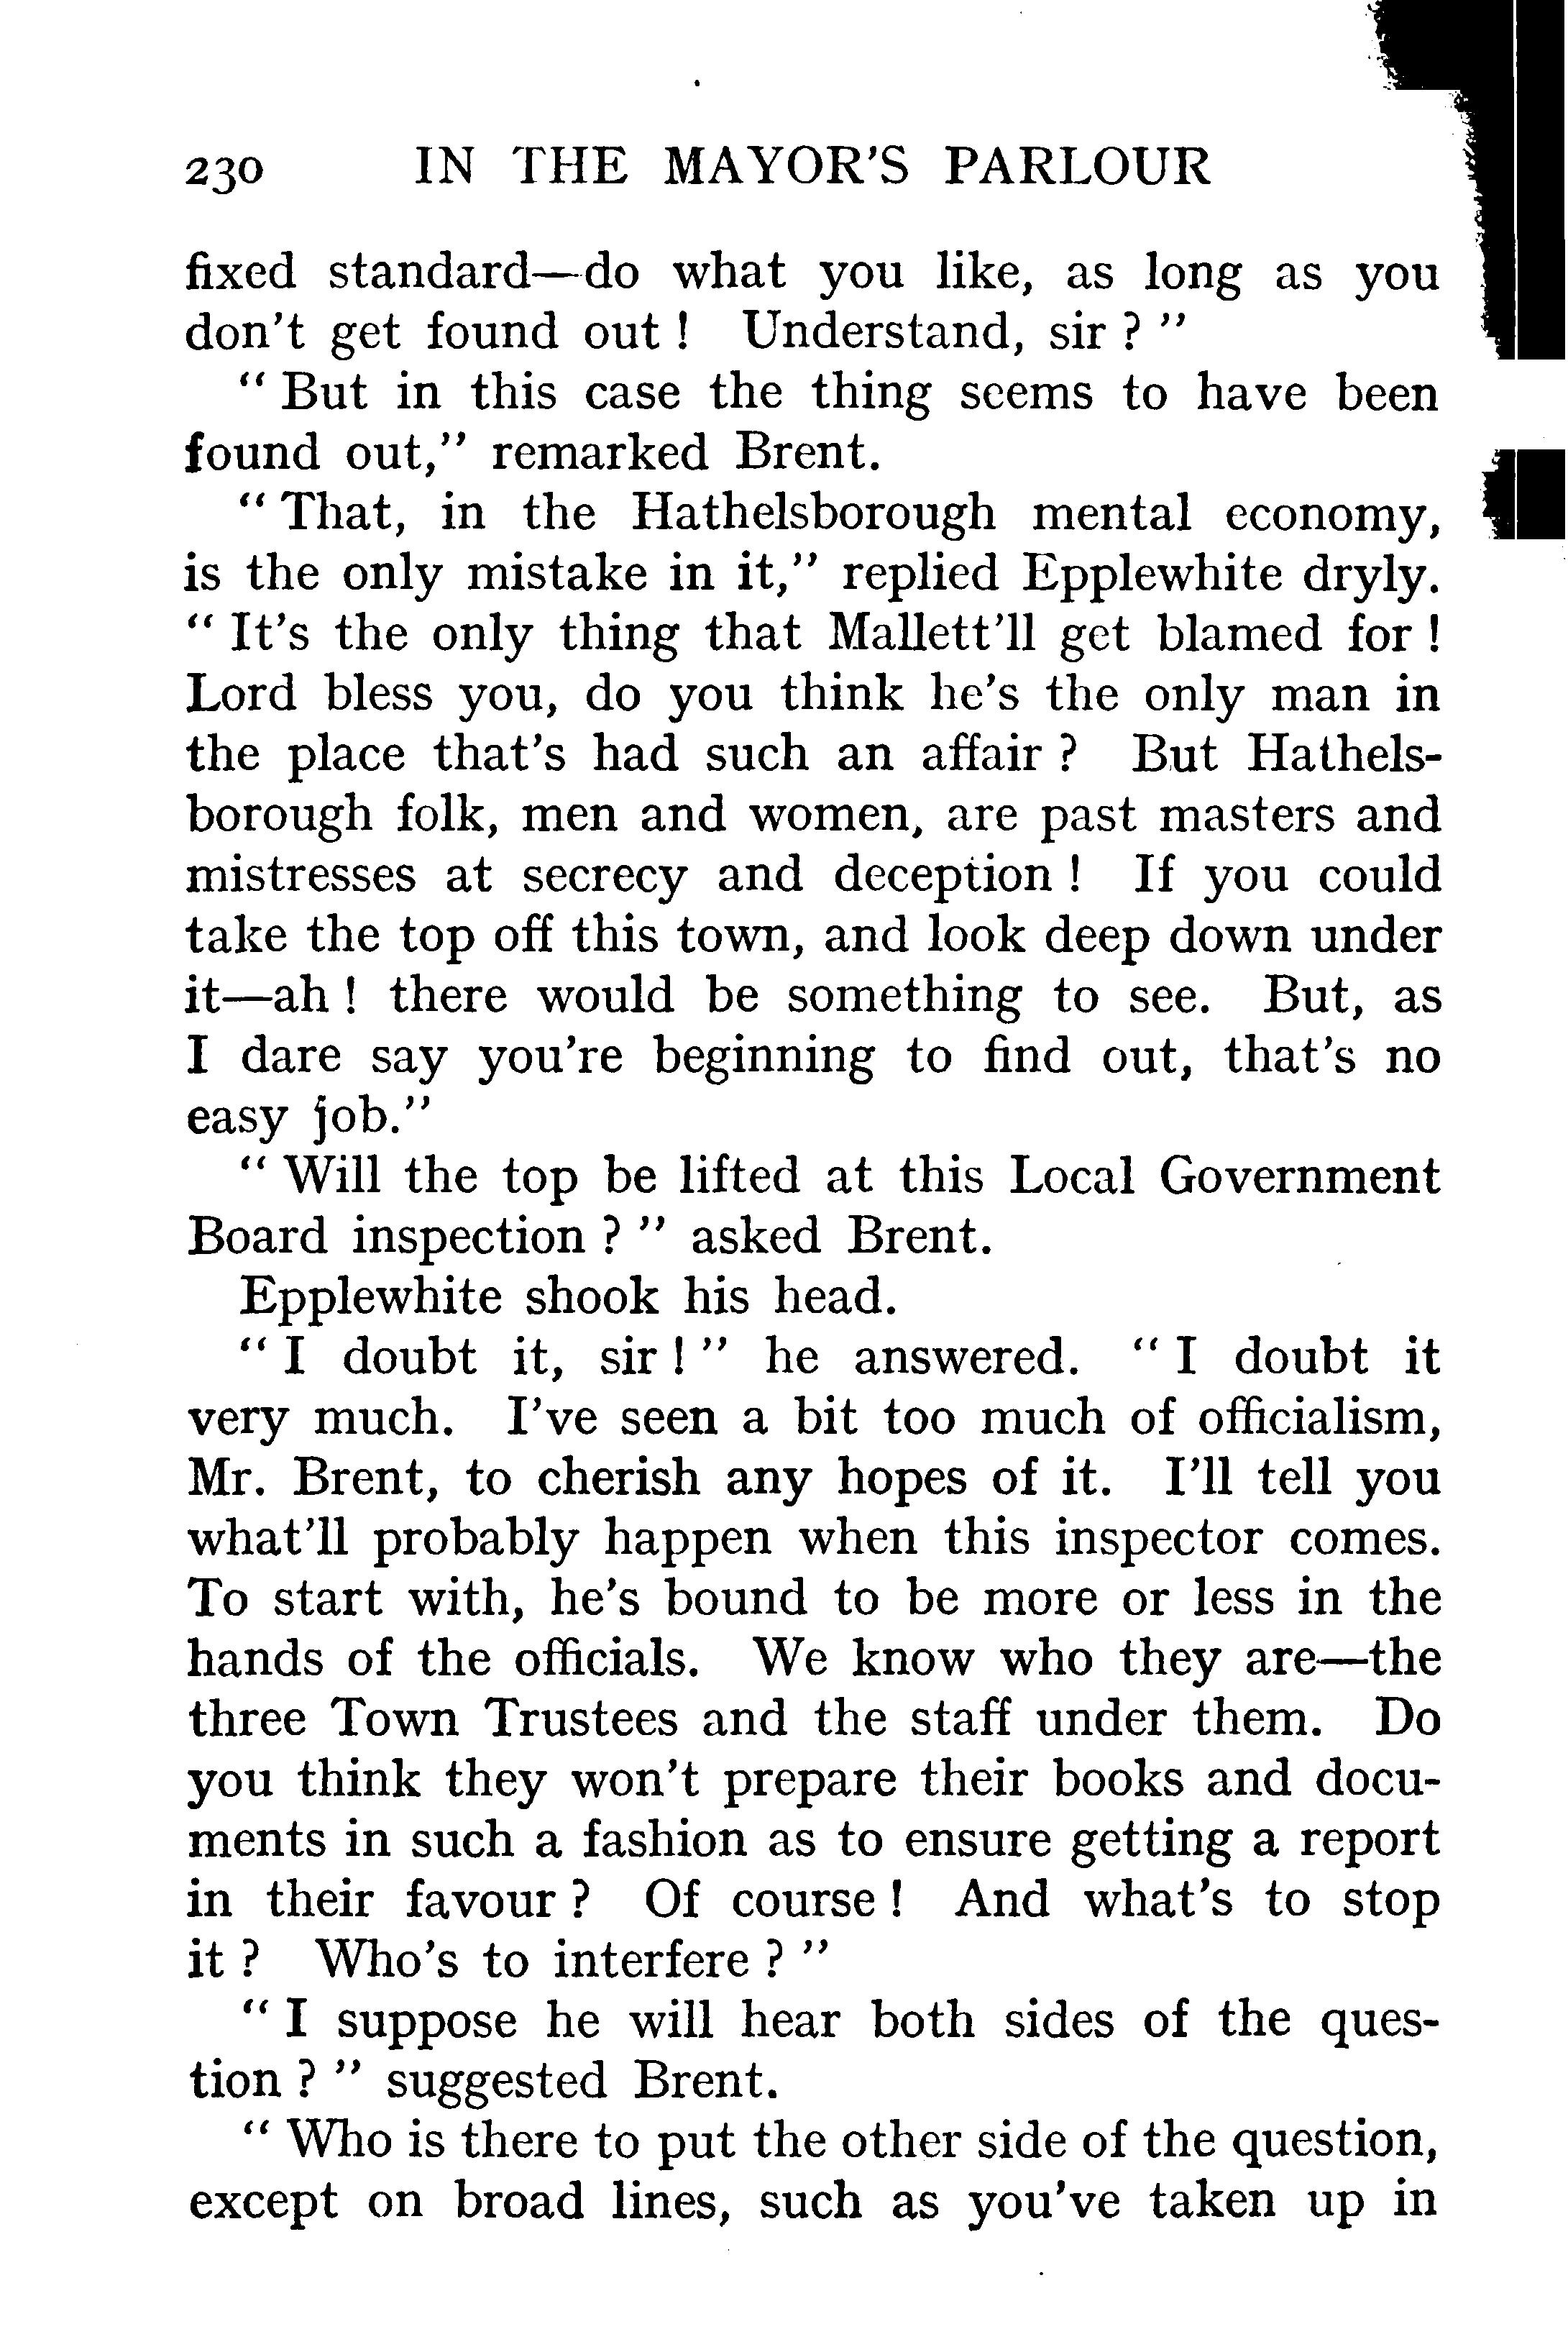 230 IN THE MAYOR'S PARLOUR
fixed standard—do what you like, as long as you
don't get found out ! Understand, sir ? ”
“ But in this case the thing seems to have been
found out,” remarked Brent.
“ That, in the Hathelsborough mental economy,
is the only mistake in it,” replied Epplewhite dryly.
“ It's the only thing that Mallett'll get blamed for !
Lord bless you, do you think he's the only man in
the place that's had such an affair ? But Hathels-
borough folk, men and women, are past masters and
mistresses at secrecy and deception ! If you could
take the top off this town, and look deep down under
it—ah ! there would be something to see. But, as
I dare say you're beginning to find out, that's no
easy job.”
“ Will the top be lifted at this Local Government
Board inspection ? ” asked Brent.
Epplewhite shook his head.
“ I doubt it, sir ! ” he answered. “ I doubt it
very much. I've seen a bit too much of officialism,
Mr. Brent, to cherish any hopes of it. I'll tell you
what'll probably happen when this inspector comes.
To start with, he's bound to be more or less in the
hands of the officials. We know who they are—the
three Town Trustees and the staff under them. Do
you think they won't prepare their books and docu-
ments in such a fashion as to ensure getting a report
in their favour ? Of course ! And what's to stop
it ? Who's to interfere ? ”
“ I suppose he will hear both sides of the ques-
tion ? ” suggested Brent.
“ Who is there to put the other side of the question,
except on broad lines, such as you've taken up in